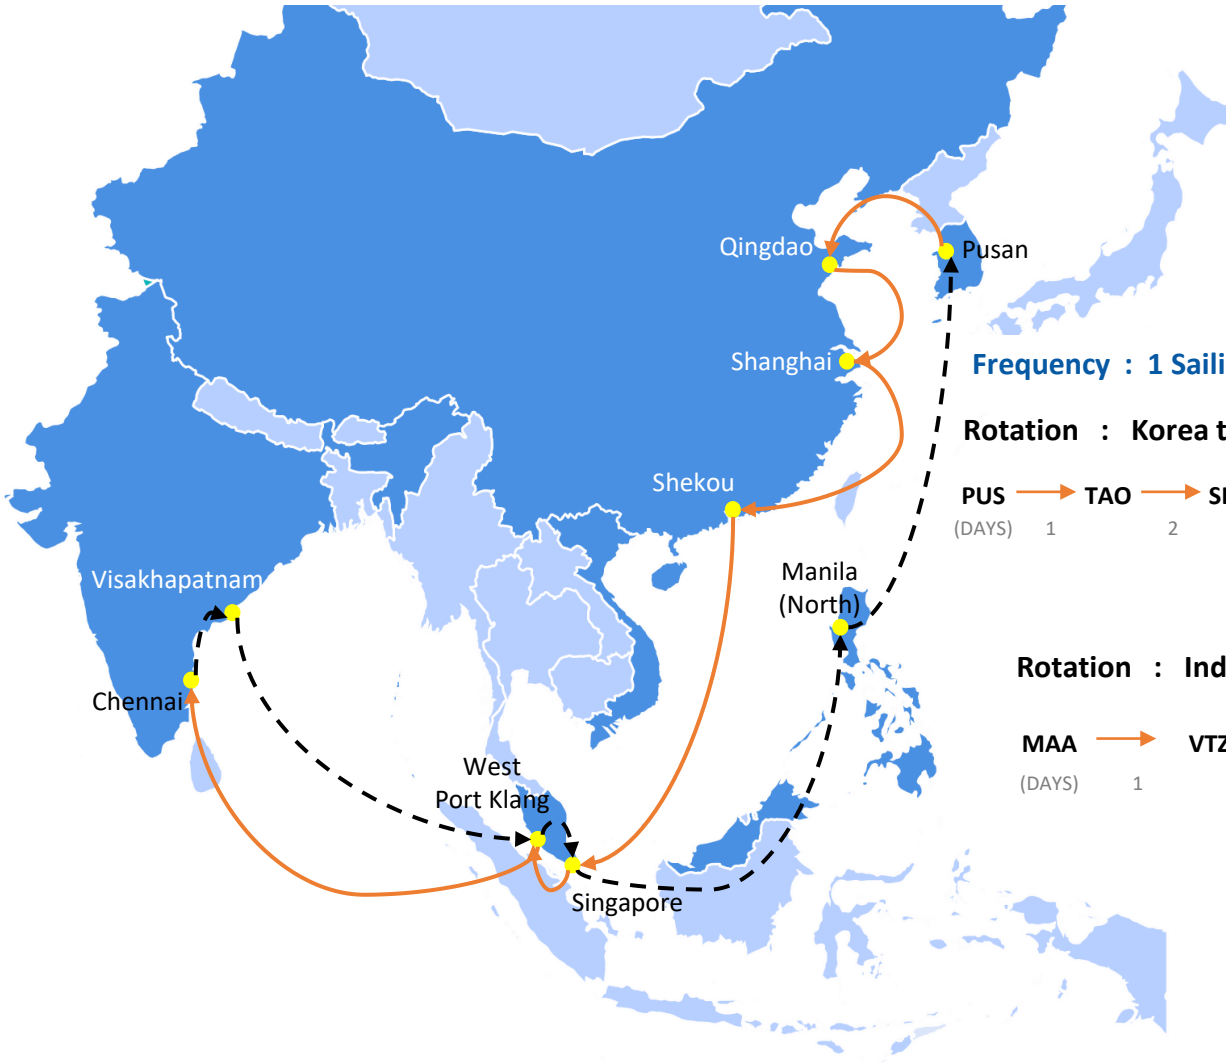 Qingdao
Pusan
Shanghai
Frequency : 1 Saili
Rotation : Korea t
Shekou
PUS TAO
(DAYS) 1 2
Manila
(North)
Visakhapatnam
Rotation : Ind
Chennai
MAA VTZ
(DAYS) 1
West
Port Klang
Singapore